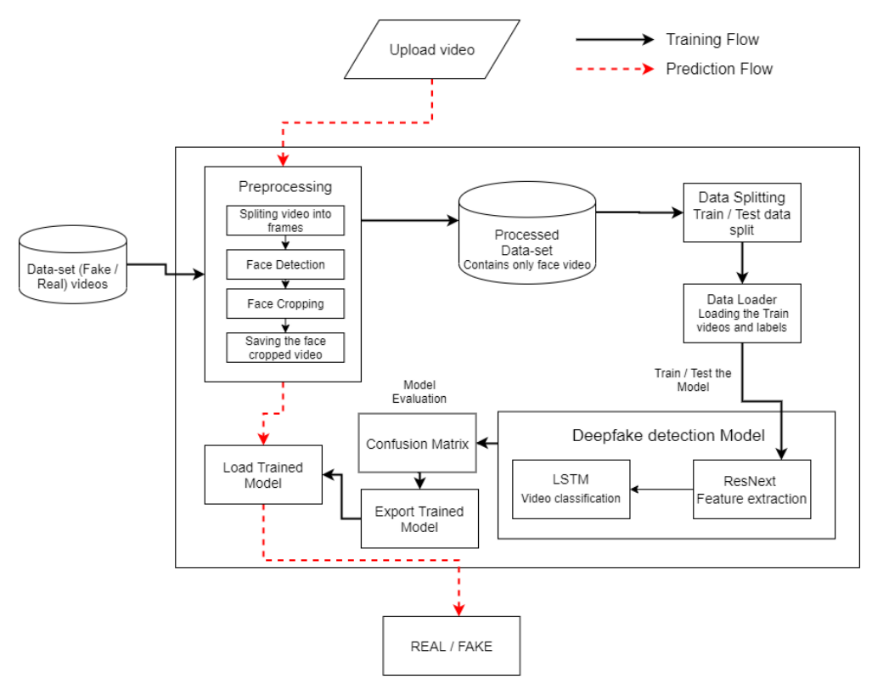 Upload video
Training Flow
Prediction Flow
Preprocessing
Spliting video into
frames
Face Detection
Face Cropping
Saving the face
cropped video
Data-set (Fake /
Real) videos
Processed
Data-set
Contains only face video
Data Splitting
Train / Test data
split
Data Loader
Loading the Train
videos and labels
Train / Test the
Model
Model
Evaluation
Deepfake detection Model
Confusion Matrix
LSTM
Video classification
ResNext
Feature extraction
Load Trained
Model
Export Trained
Model
REAL / FAKE